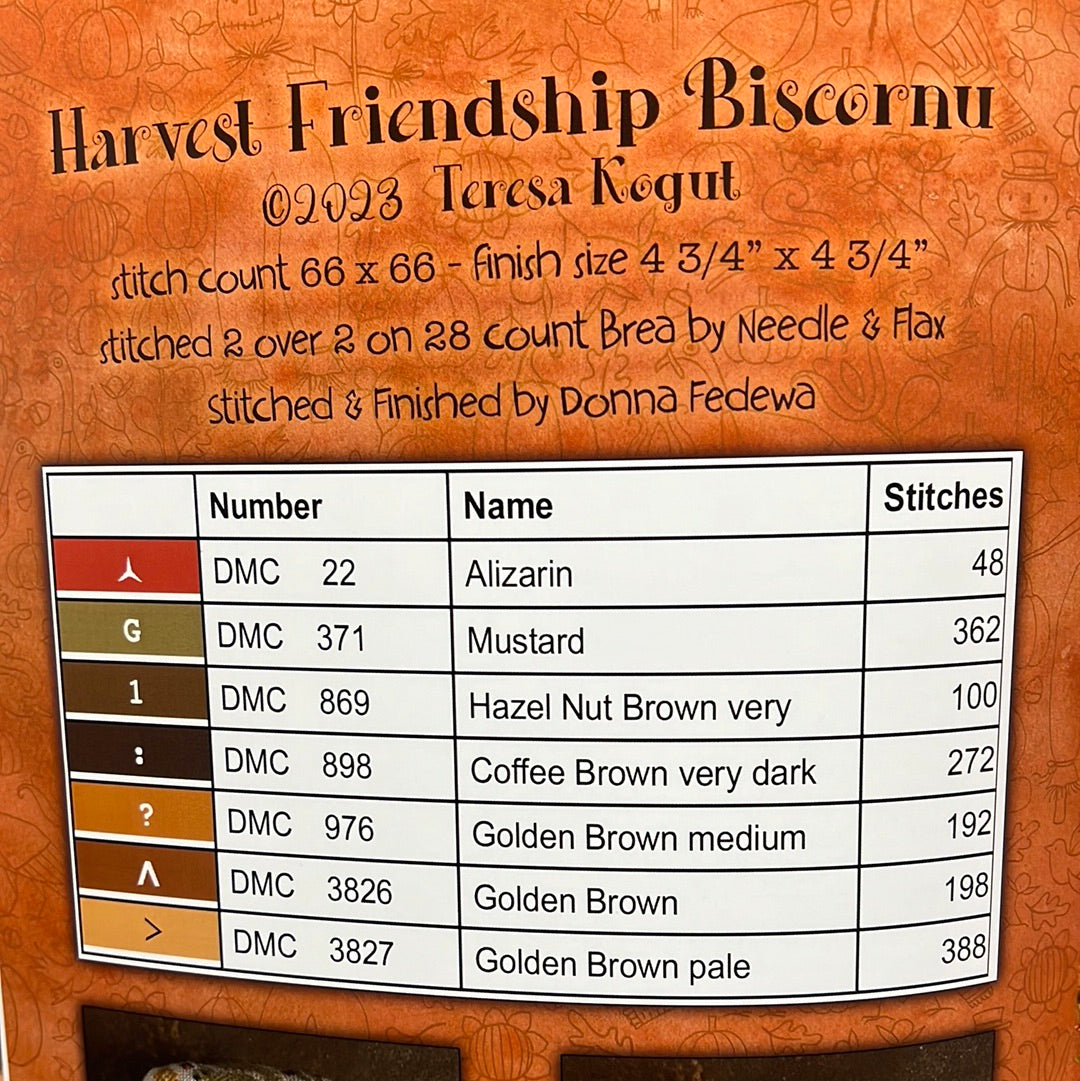 Harvest Friendship Biscornu
©2023 Teresa Kogut
stitch count 66 x 66 - finish size 4 3/4” x 4 3/4”
stitched 2 over 2 on 28 count Brea by Needle & Flax
stitched & Finished by Donna Fedewa
Number Name Stitches
⅄ DMC 22 Alizarin 48
G DMC 371 Mustard 362
1 DMC 869 Hazel Nut Brown very 100
: DMC 898 Coffee Brown very dark 272
? DMC 976 Golden Brown medium 192
Λ DMC 3826 Golden Brown 198
> DMC 3827 Golden Brown pale 388